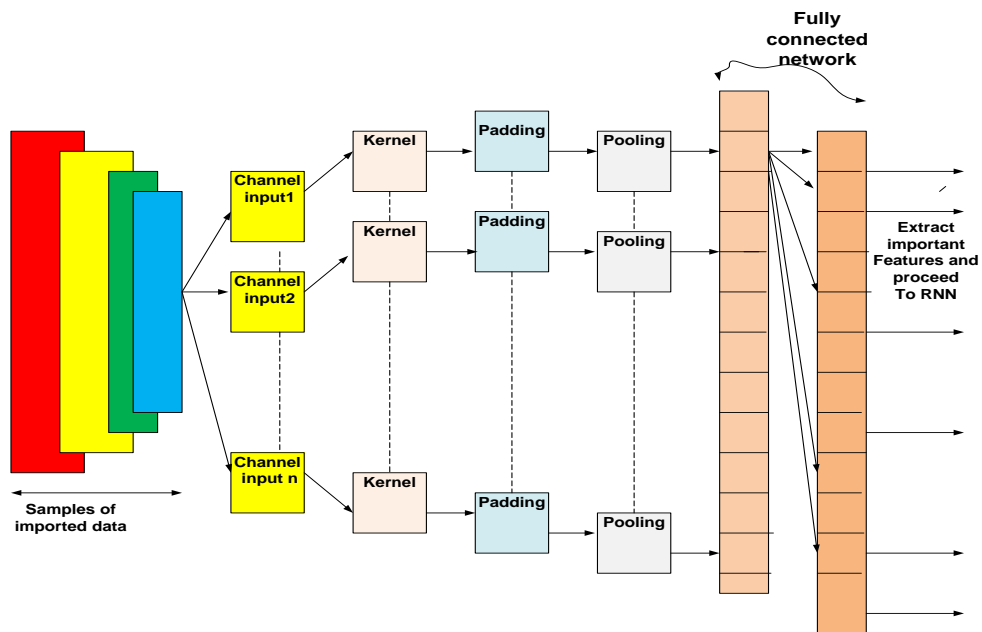 Fully
connected
network
Kernel
Padding
Pooling
Channel
input1
Kernel
Padding
Pooling
Channel
input2
Extract
important
Features and
proceed
To RNN
Channel
input n
Kernel
Padding
Pooling
Samples of
imported data